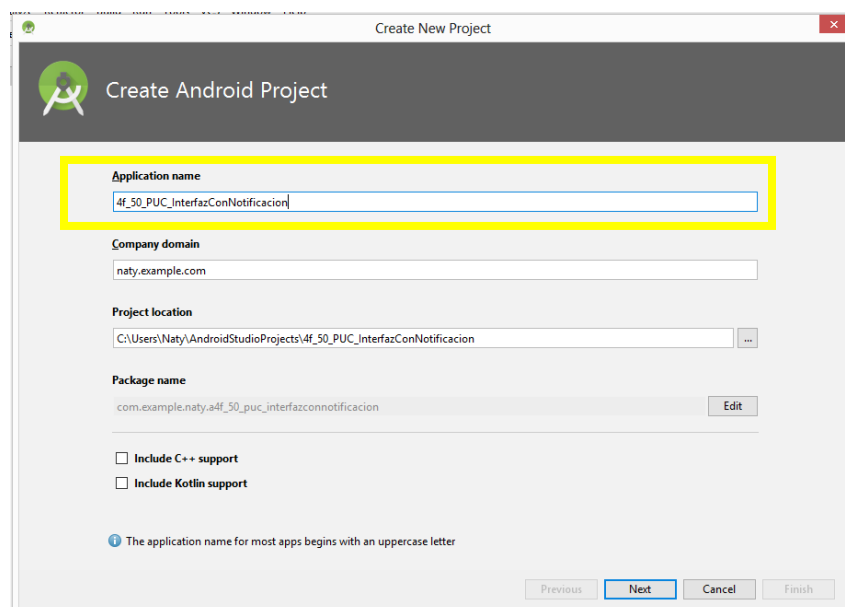 Create New Project
Create Android Project
Application name
4f_50_PUC_InterfazConNotificacion
Company domain
naty.example.com
Project location
C:\Users\Naty\AndroidStudioProjects\4f_50_PUC_InterfazConNotificacion
...
Package name
com.example.naty.a4f_50_puc_interfazconnotificacion
Edit
Include C++ support
Include Kotlin support
The application name for most apps begins with an uppercase letter
Previous Next Cancel Finish